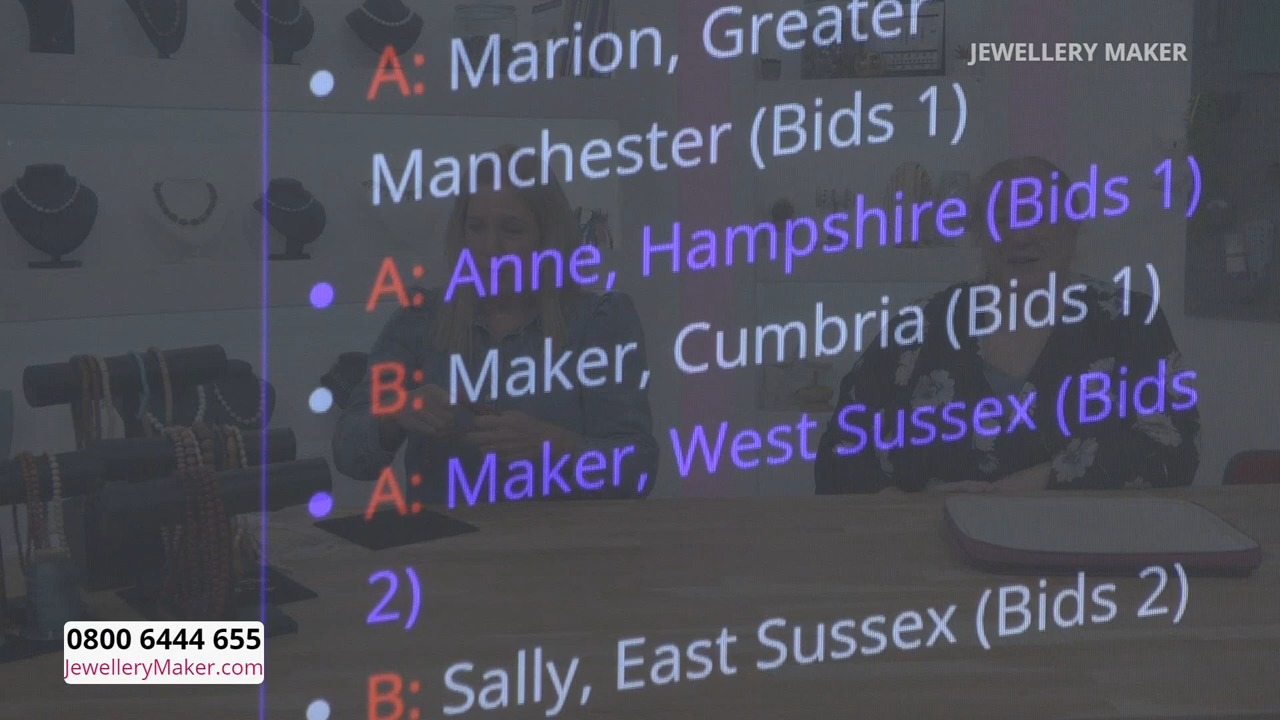 A: Marion, Greater
Manchester (Bids 1)
A: Anne, Hampshire (Bids 1)
B: Maker, Cumbria (Bids 1)
A: Maker, West Sussex (Bids
2)
B: Sally, East Sussex (Bids 2)
JEWELLERY MAKER
0800 6444 655
JewelleryMaker.com